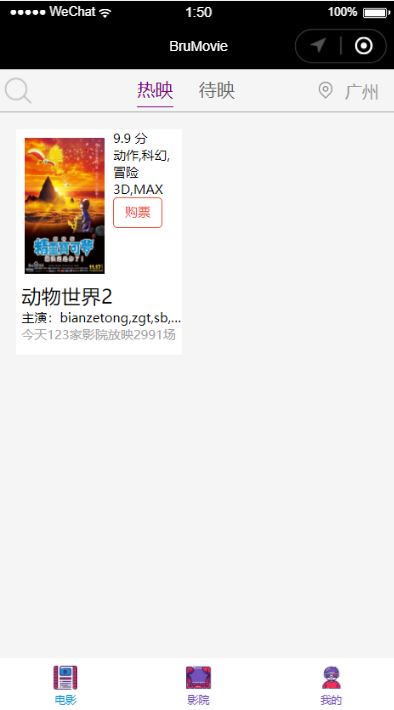 WeChat
1:50
100%
BruMovie
热映 待映 广州
9.9 分
动作,科幻,
冒险
3D,MAX
购票
动物世界2
主演：bianzetong,zgt,sb,...
今天123家影院放映2991场
电影 影院 我的